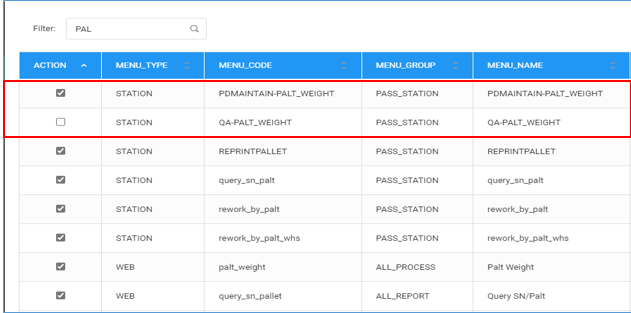 Filter: PAL
ACTION MENU_TYPE MENU_CODE MENU_GROUP MENU_NAME
STATION PDMAINTAIN-PALT_WEIGHT PASS_STATION PDMAINTAIN-PALT_WEIGHT
STATION QA-PALT_WEIGHT PASS_STATION QA-PALT_WEIGHT
STATION REPRINTPALLET PASS_STATION REPRINTPALLET
STATION query_sn_palt PASS_STATION query_sn_palt
STATION rework_by_palt PASS_STATION rework_by_palt
STATION rework_by_palt_whs PASS_STATION rework_by_palt_whs
WEB palt_weight ALL_PROCESS Palt Weight
WEB query_sn_pallet ALL_REPORT Query SN/Palt